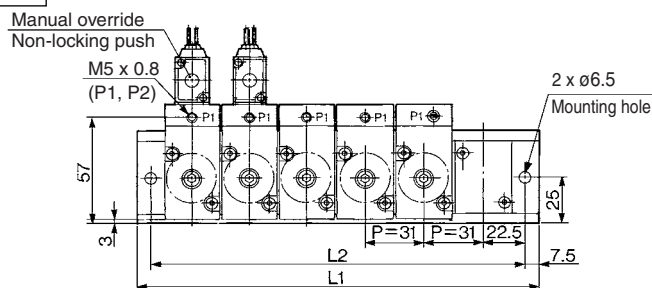 Manual override
Non-locking push
M5 x 0.8
(P1, P2)
2 x ø6.5
Mounting hole
P1 P1 P1 P1 P1
57
3
25
P=31 P=31 22.5
L2
7.5
L1